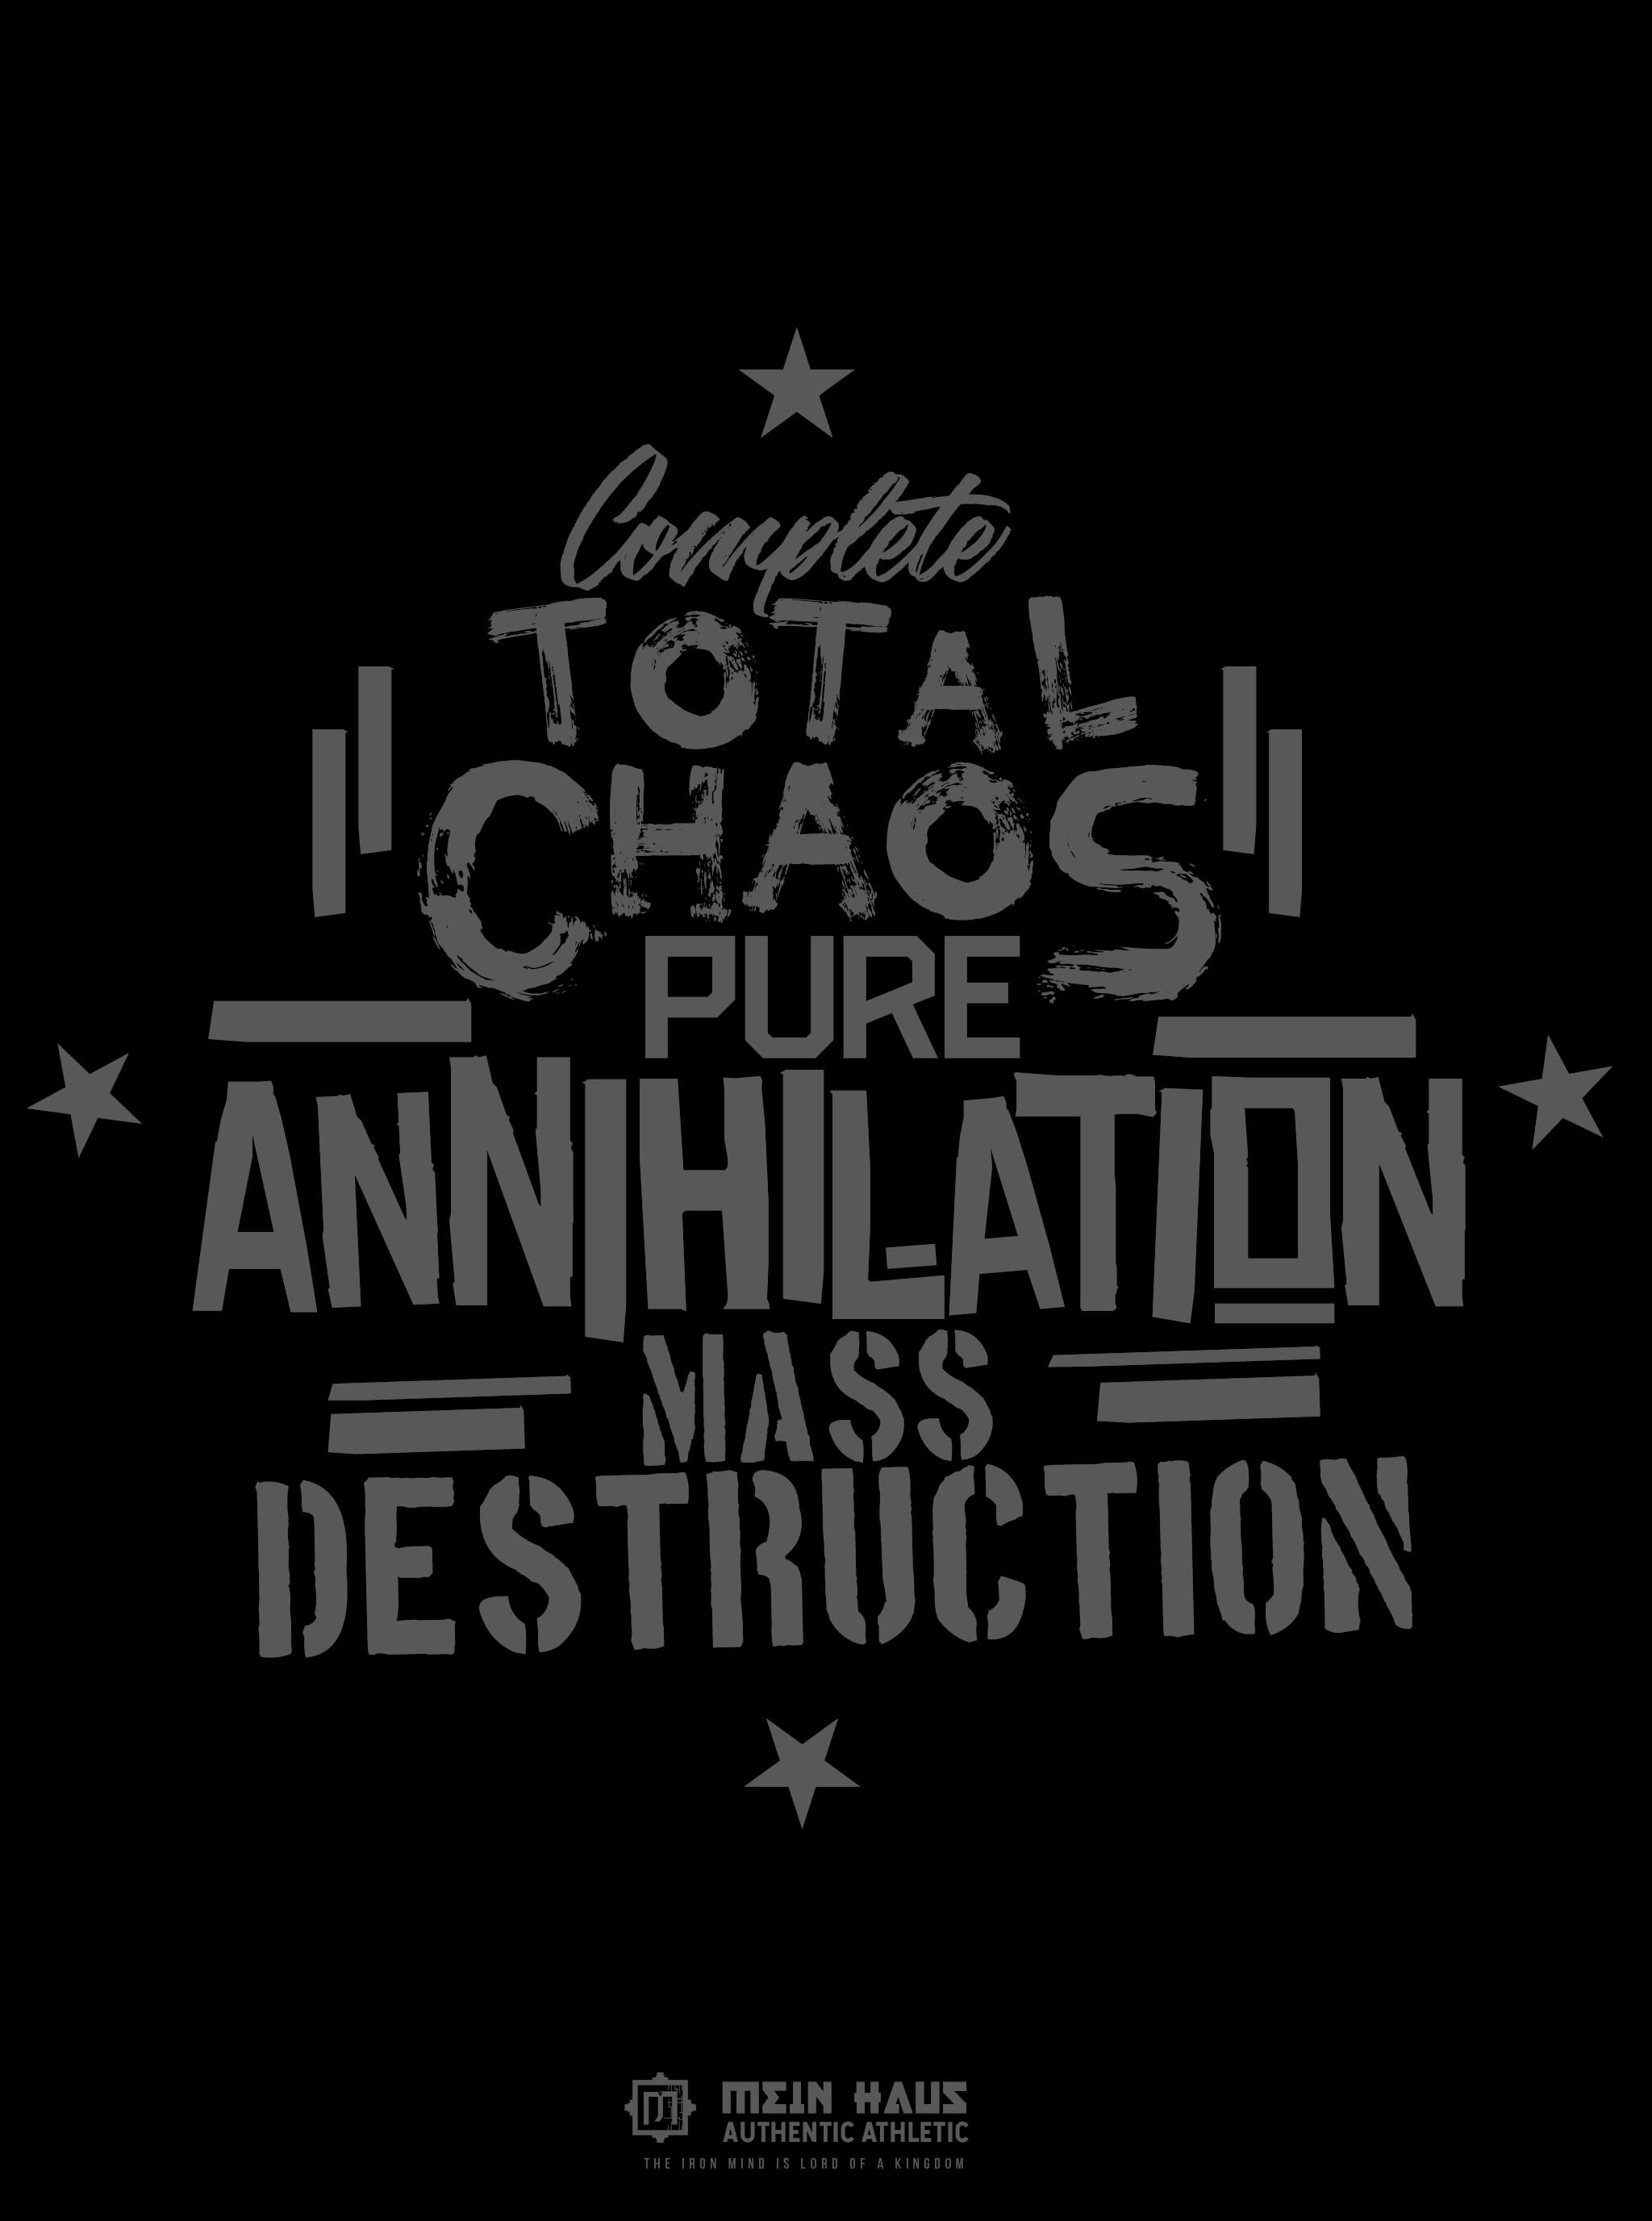 Complete
TOTAL
CHAOS
PURE
ANNIHILATION
MASS
DESTRUCTION
MEIN HAUS
AUTHENTIC ATHLETIC
THE IRON MIND IS LORD OF A KINGDOM